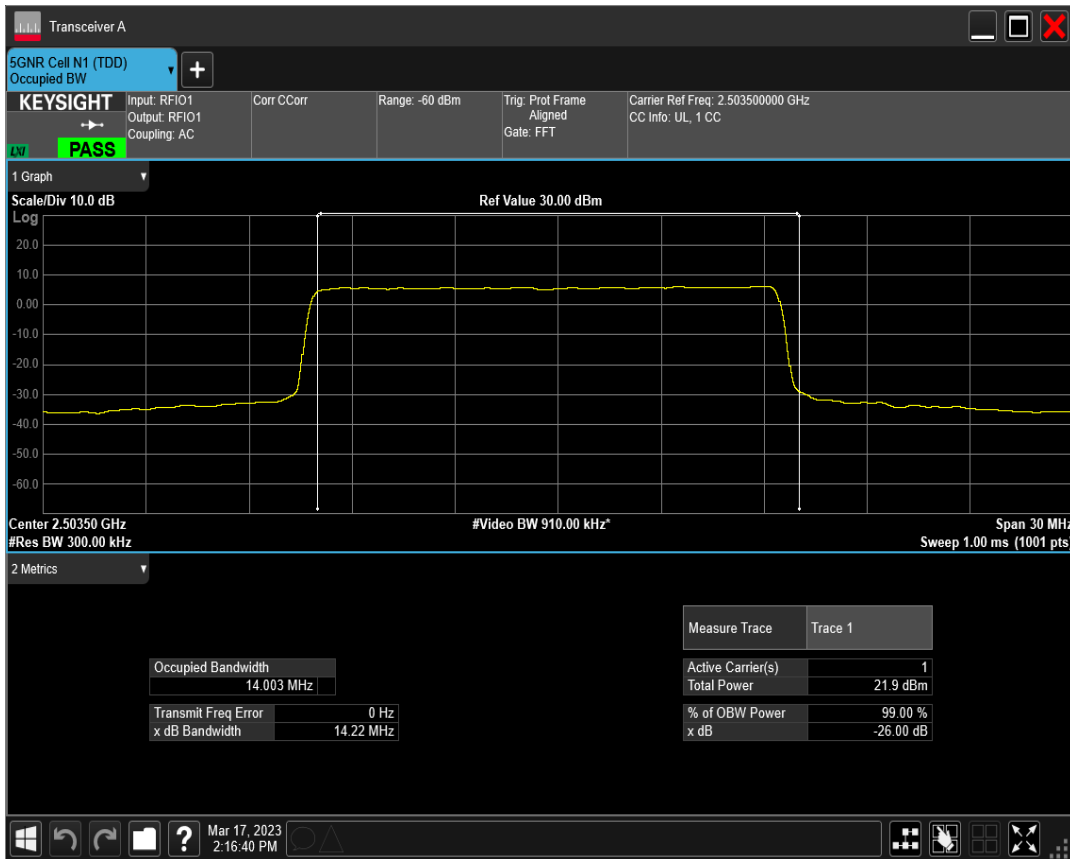 Transceiver A
5GNR Cell N1 (TDD)
Occupied BW
+
KEYSIGHT
LXI
PASS
Input: RFIO1
Output: RFIO1
Coupling: AC
Corr CCorr
Range: -60 dBm
Trig: Prot Frame
Aligned
Gate: FFT
Carrier Ref Freq: 2.503500000 GHz
CC Info: UL, 1 CC
1 Graph
Scale/Div 10.0 dB
Ref Value 30.00 dBm
Log
20.0
10.0
0.00
-10.0
-20.0
-30.0
-40.0
-50.0
-60.0
Center 2.50350 GHz
#Video BW 910.00 kHz*
Span 30 MHz
#Res BW 300.00 kHz
Sweep 1.00 ms (1001 pts)
2 Metrics
Measure Trace Trace 1
Occupied Bandwidth
14.003 MHz
Transmit Freq Error 0 Hz
x dB Bandwidth 14.22 MHz
Active Carrier(s) 1
Total Power 21.9 dBm
% of OBW Power 99.00 %
x dB -26.00 dB
?
Mar 17, 2023
2:16:40 PM